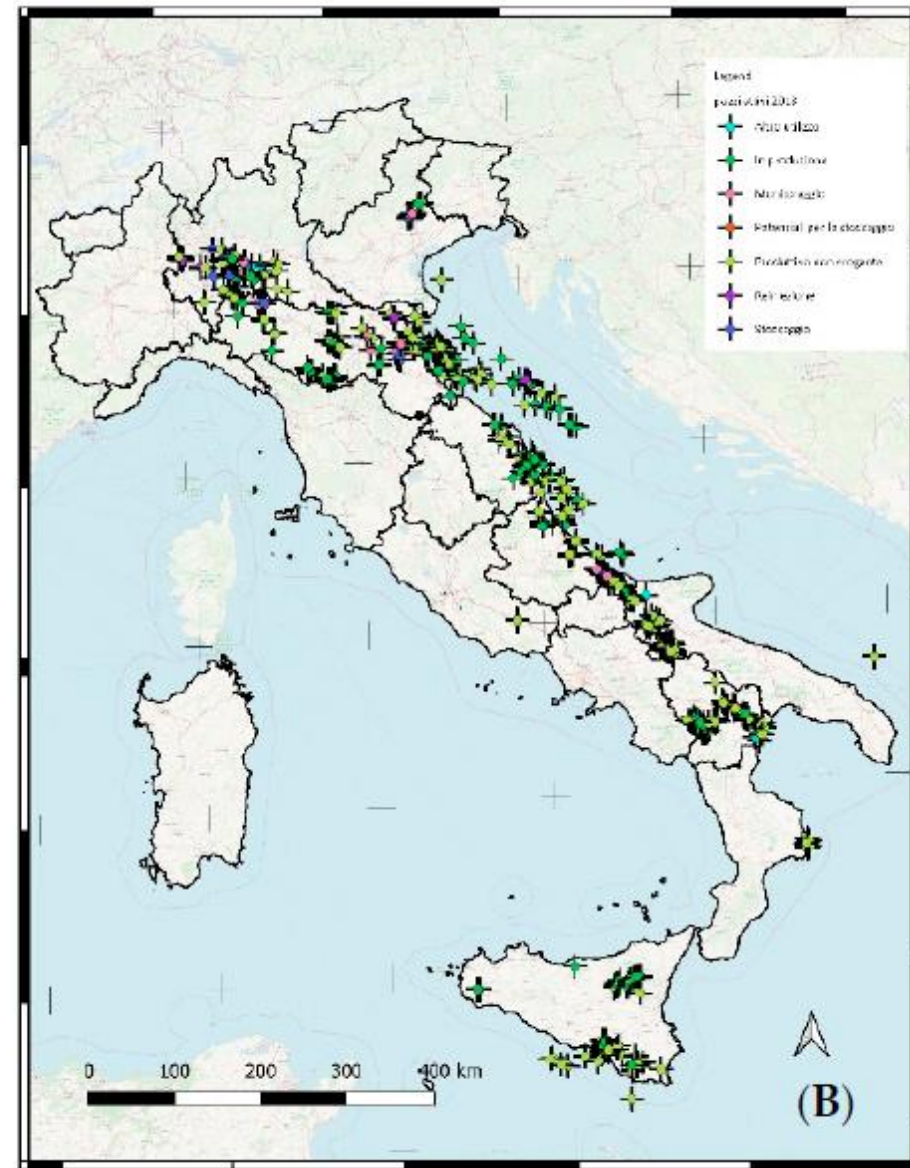 Legend
pozzi attivi 2018
Altro utilizzo
In produzione
Monitoraggio
Potenziali per lo stoccaggio
Produttivo non erogante
Reiniezione
Stoccaggio
0 100 200 300 400 km
(B)